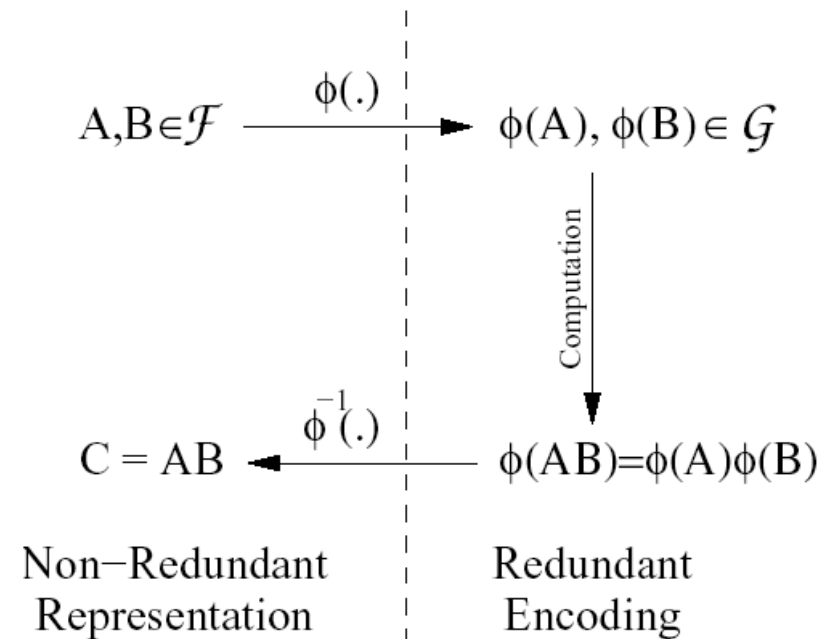 ϕ(.)
A,B∈ℱ
ϕ(A), ϕ(B)∈ 𝒢
Computation
ϕ⁻¹(.)
C = AB
ϕ(AB)=ϕ(A)ϕ(B)
Non−Redundant
Representation
Redundant
Encoding